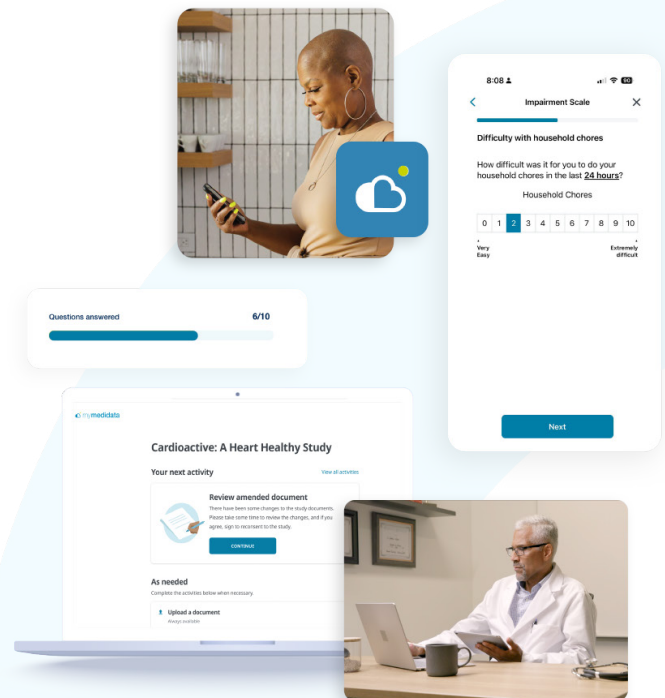 8:08
60
Impairment Scale
Difficulty with household chores
How difficult was it for you to do your
household chores in the last 24 hours?
Household Chores
0 1 2 3 4 5 6 7 8 9 10
Very
Easy
Extremely
difficult
Next
Questions answered 6/10
mymedidata
Cardioactive: A Heart Healthy Study
Your next activity View all activities
Review amended document
There have been some changes to the study documents.
Please take some time to review the changes, and if you
agree, sign to reconsent to the study.
CONTINUE
As needed
Complete the activities below when necessary.
Upload a document
Always available